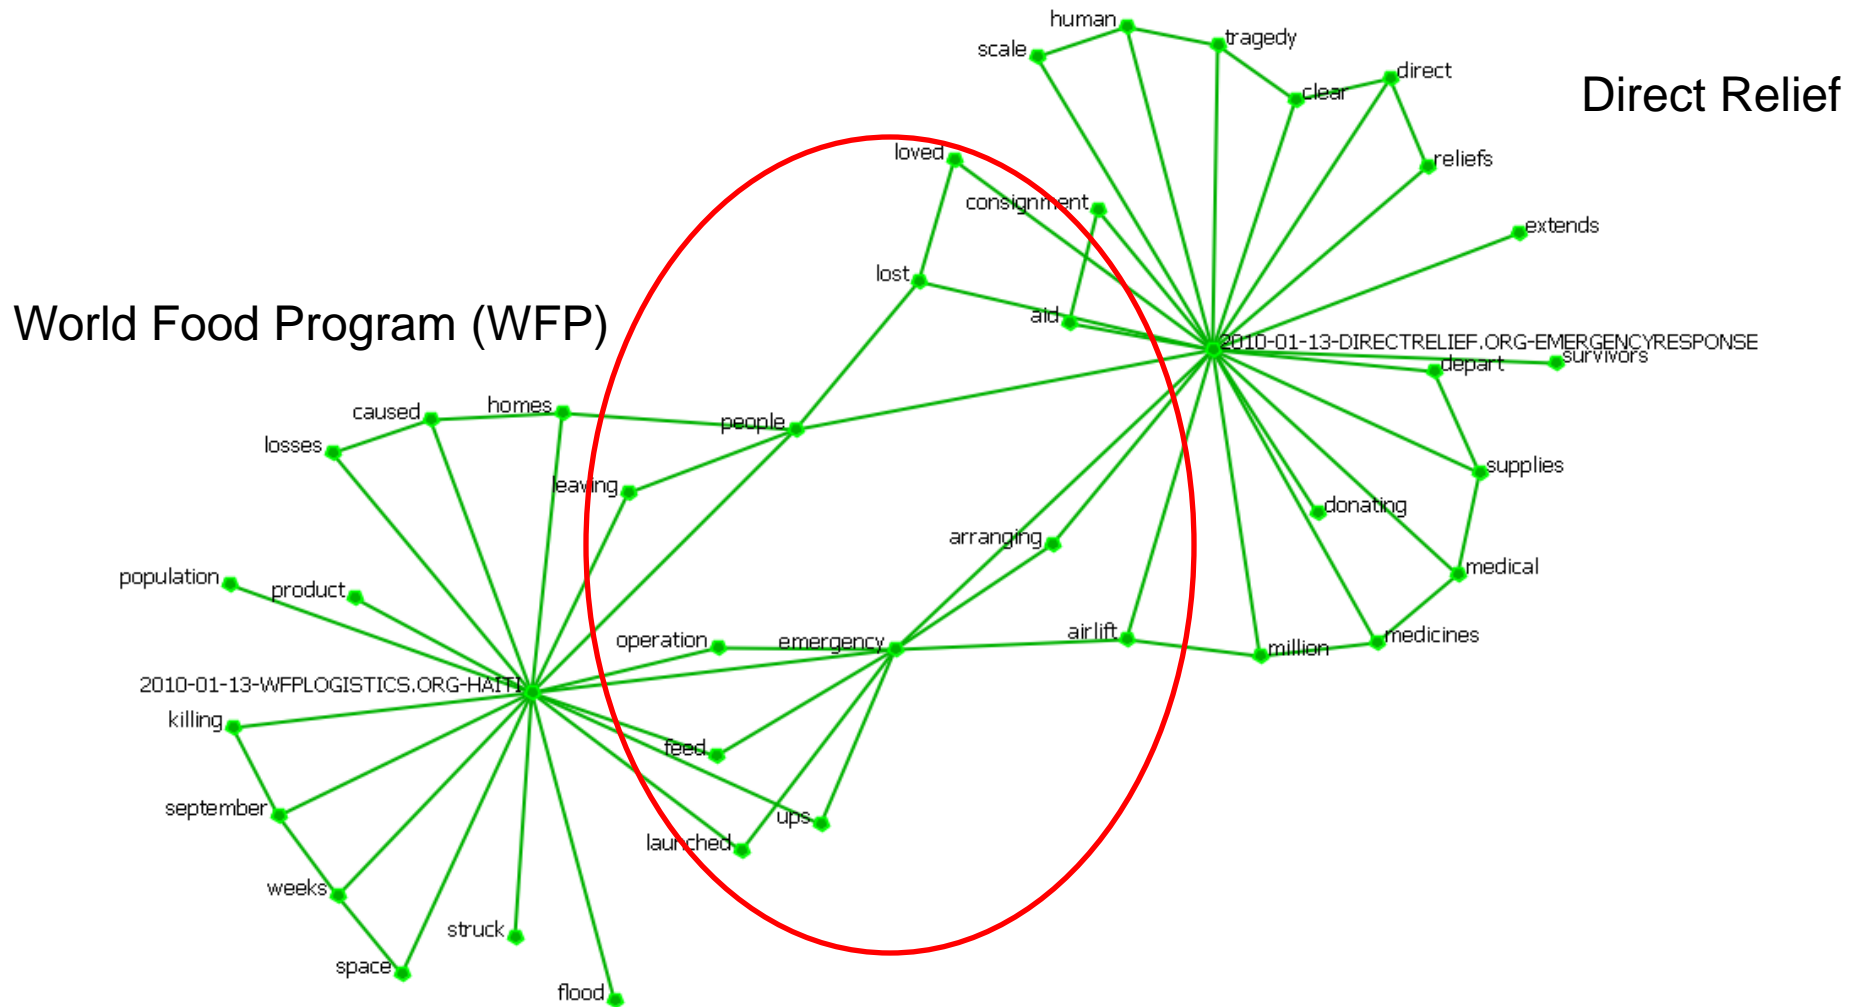 human
tragedy
scale
direct
Direct Relief
clear
loved
reliefs
consignment
extends
lost
aid
World Food Program (WFP)
2010-01-13-DIRECTRELIEF.ORG-EMERGENCYRESPONSE
survivors
depart
homes
caused
people
losses
supplies
leaving
donating
arranging
medical
population
product
airlift
operation
emergency
medicines
million
2010-01-13-WFPLOGISTICS.ORG-HAITI
killing
feed
september
ups
launched
weeks
struck
space
flood